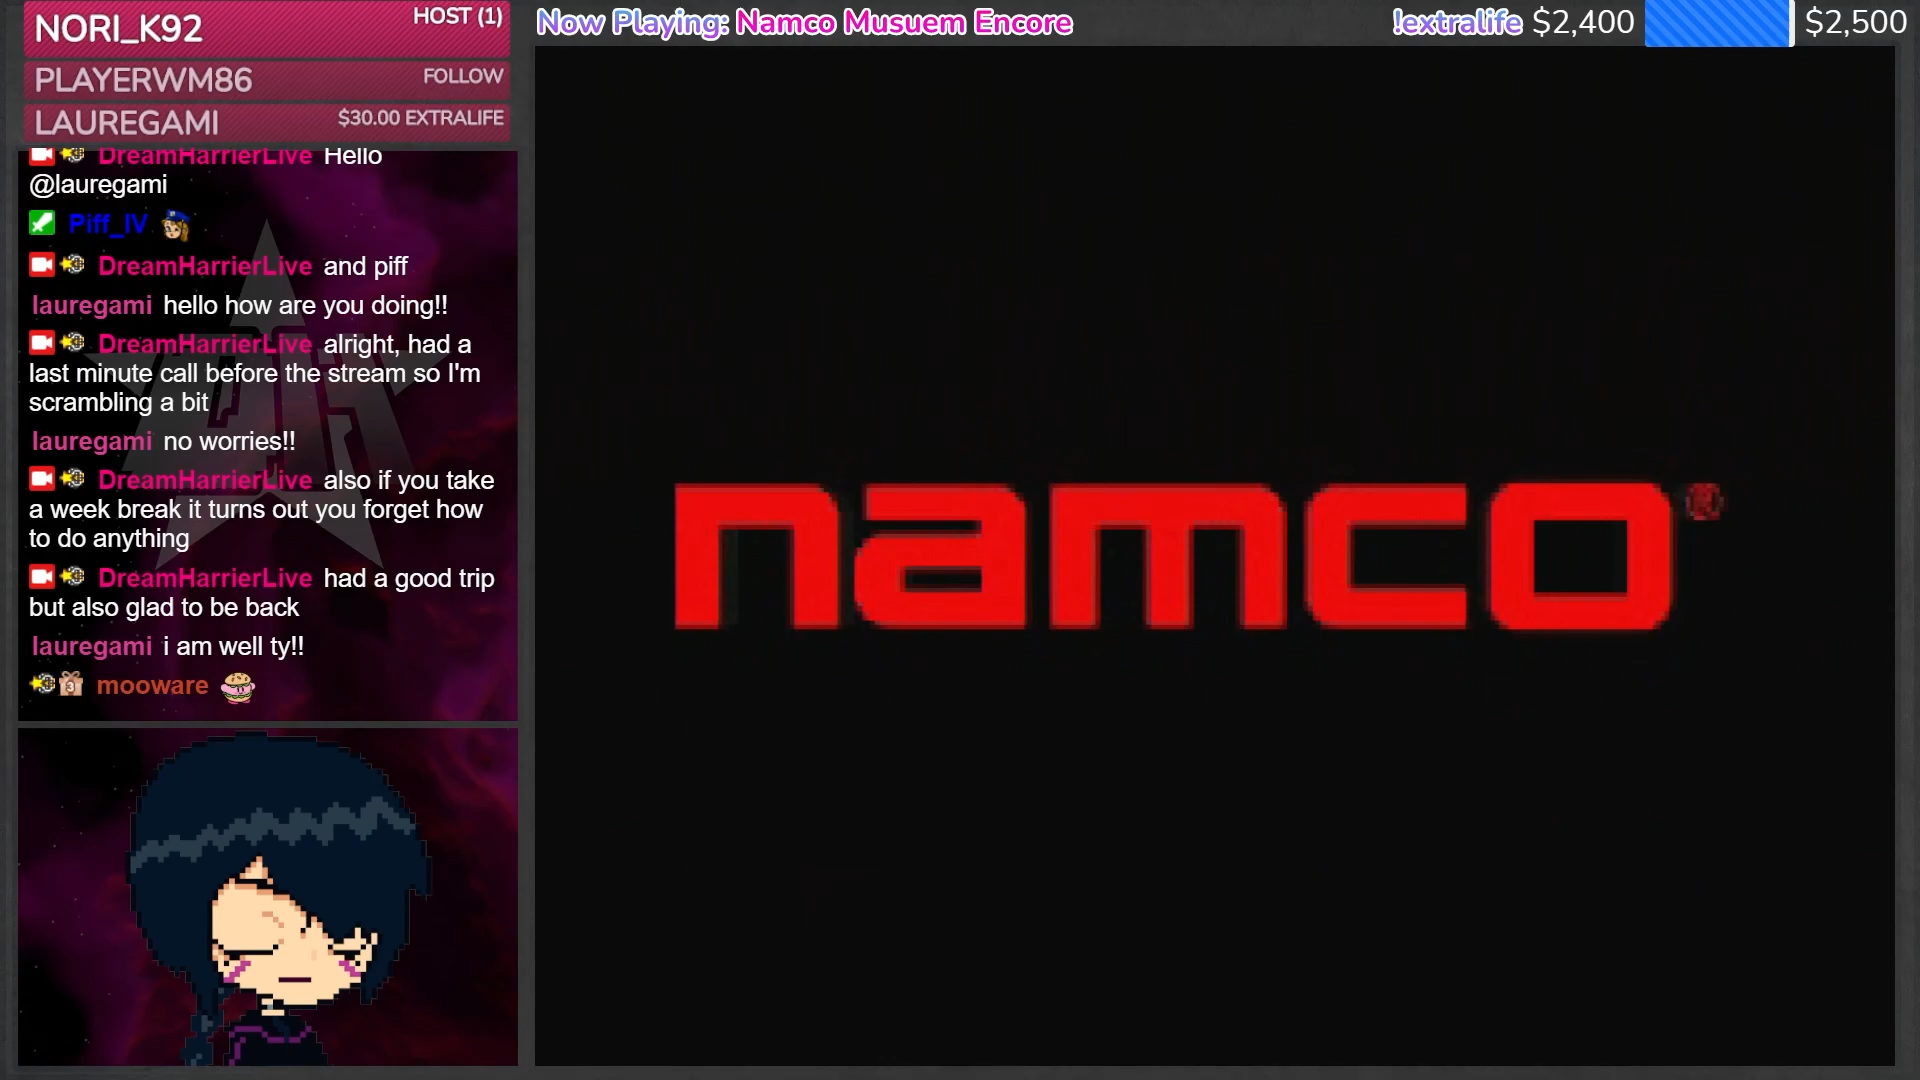 NORI_K92 HOST (1)
PLAYERWM86 FOLLOW
LAUREGAMI $30.00 EXTRALIFE
DreamHarrierLive Hello
@lauregami
Piff_IV
DreamHarrierLive and piff
lauregami hello how are you doing!!
DreamHarrierLive alright, had a
last minute call before the stream so I'm
scrambling a bit
lauregami no worries!!
DreamHarrierLive also if you take
a week break it turns out you forget how
to do anything
DreamHarrierLive had a good trip
but also glad to be back
lauregami i am well ty!!
3 mooware
Now Playing: Namco Musuem Encore
!extralife $2,400 $2,500
namco®